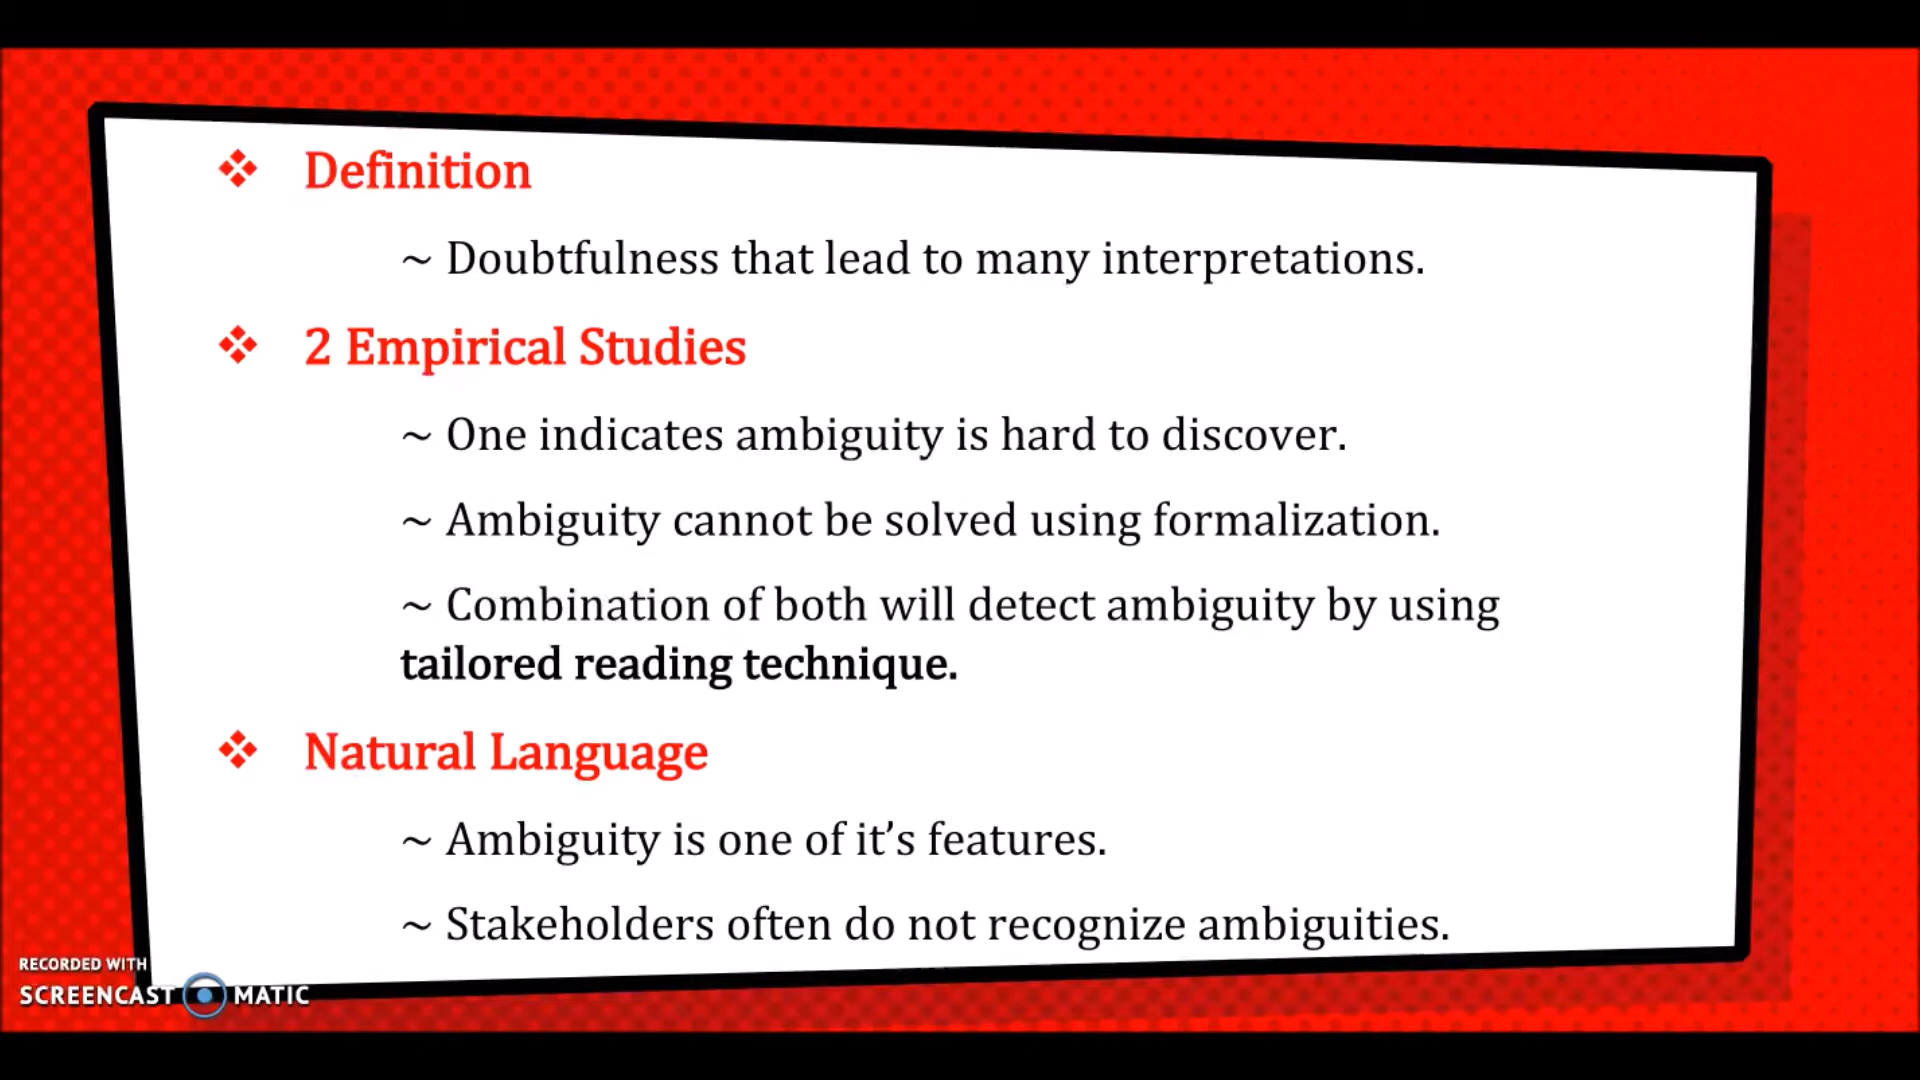 ❖ Definition
~ Doubtfulness that lead to many interpretations.
❖ 2 Empirical Studies
~ One indicates ambiguity is hard to discover.
~ Ambiguity cannot be solved using formalization.
~ Combination of both will detect ambiguity by using
tailored reading technique.
❖ Natural Language
~ Ambiguity is one of it’s features.
~ Stakeholders often do not recognize ambiguities.
RECORDED WITH
SCREENCAST MATIC